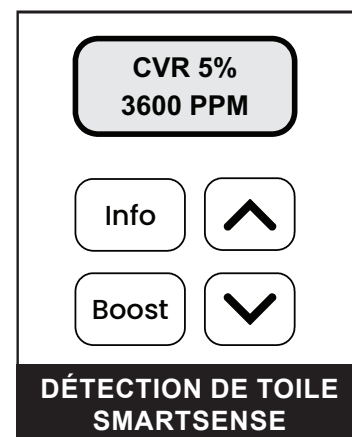 CVR 5%
3600 PPM
Info
Boost
DÉTECTION DE TOILE
SMARTSENSE